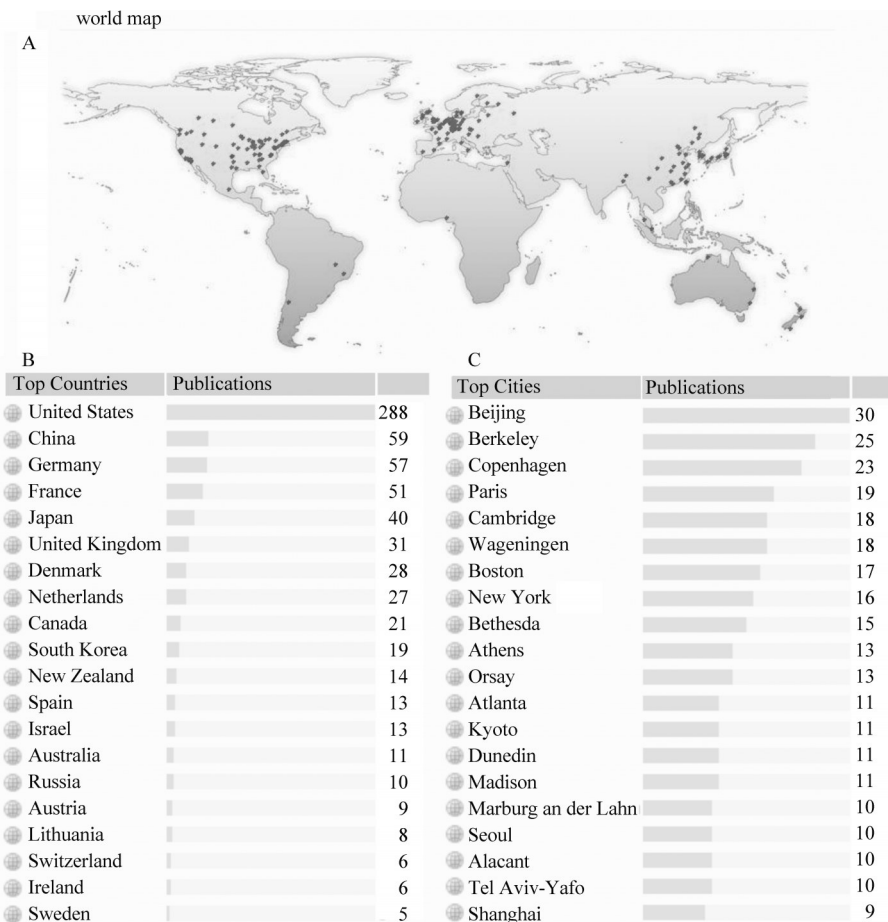 world map
A
B
Top Countries Publications
United States 288
China 59
Germany 57
France 51
Japan 40
United Kingdom 31
Denmark 28
Netherlands 27
Canada 21
South Korea 19
New Zealand 14
Spain 13
Israel 13
Australia 11
Russia 10
Austria 9
Lithuania 8
Switzerland 6
Ireland 6
Sweden 5
C
Top Cities Publications
Beijing 30
Berkeley 25
Copenhagen 23
Paris 19
Cambridge 18
Wageningen 18
Boston 17
New York 16
Bethesda 15
Athens 13
Orsay 13
Atlanta 11
Kyoto 11
Dunedin 11
Madison 11
Marburg an der Lahn 10
Seoul 10
Alacant 10
Tel Aviv-Yafo 10
Shanghai 9